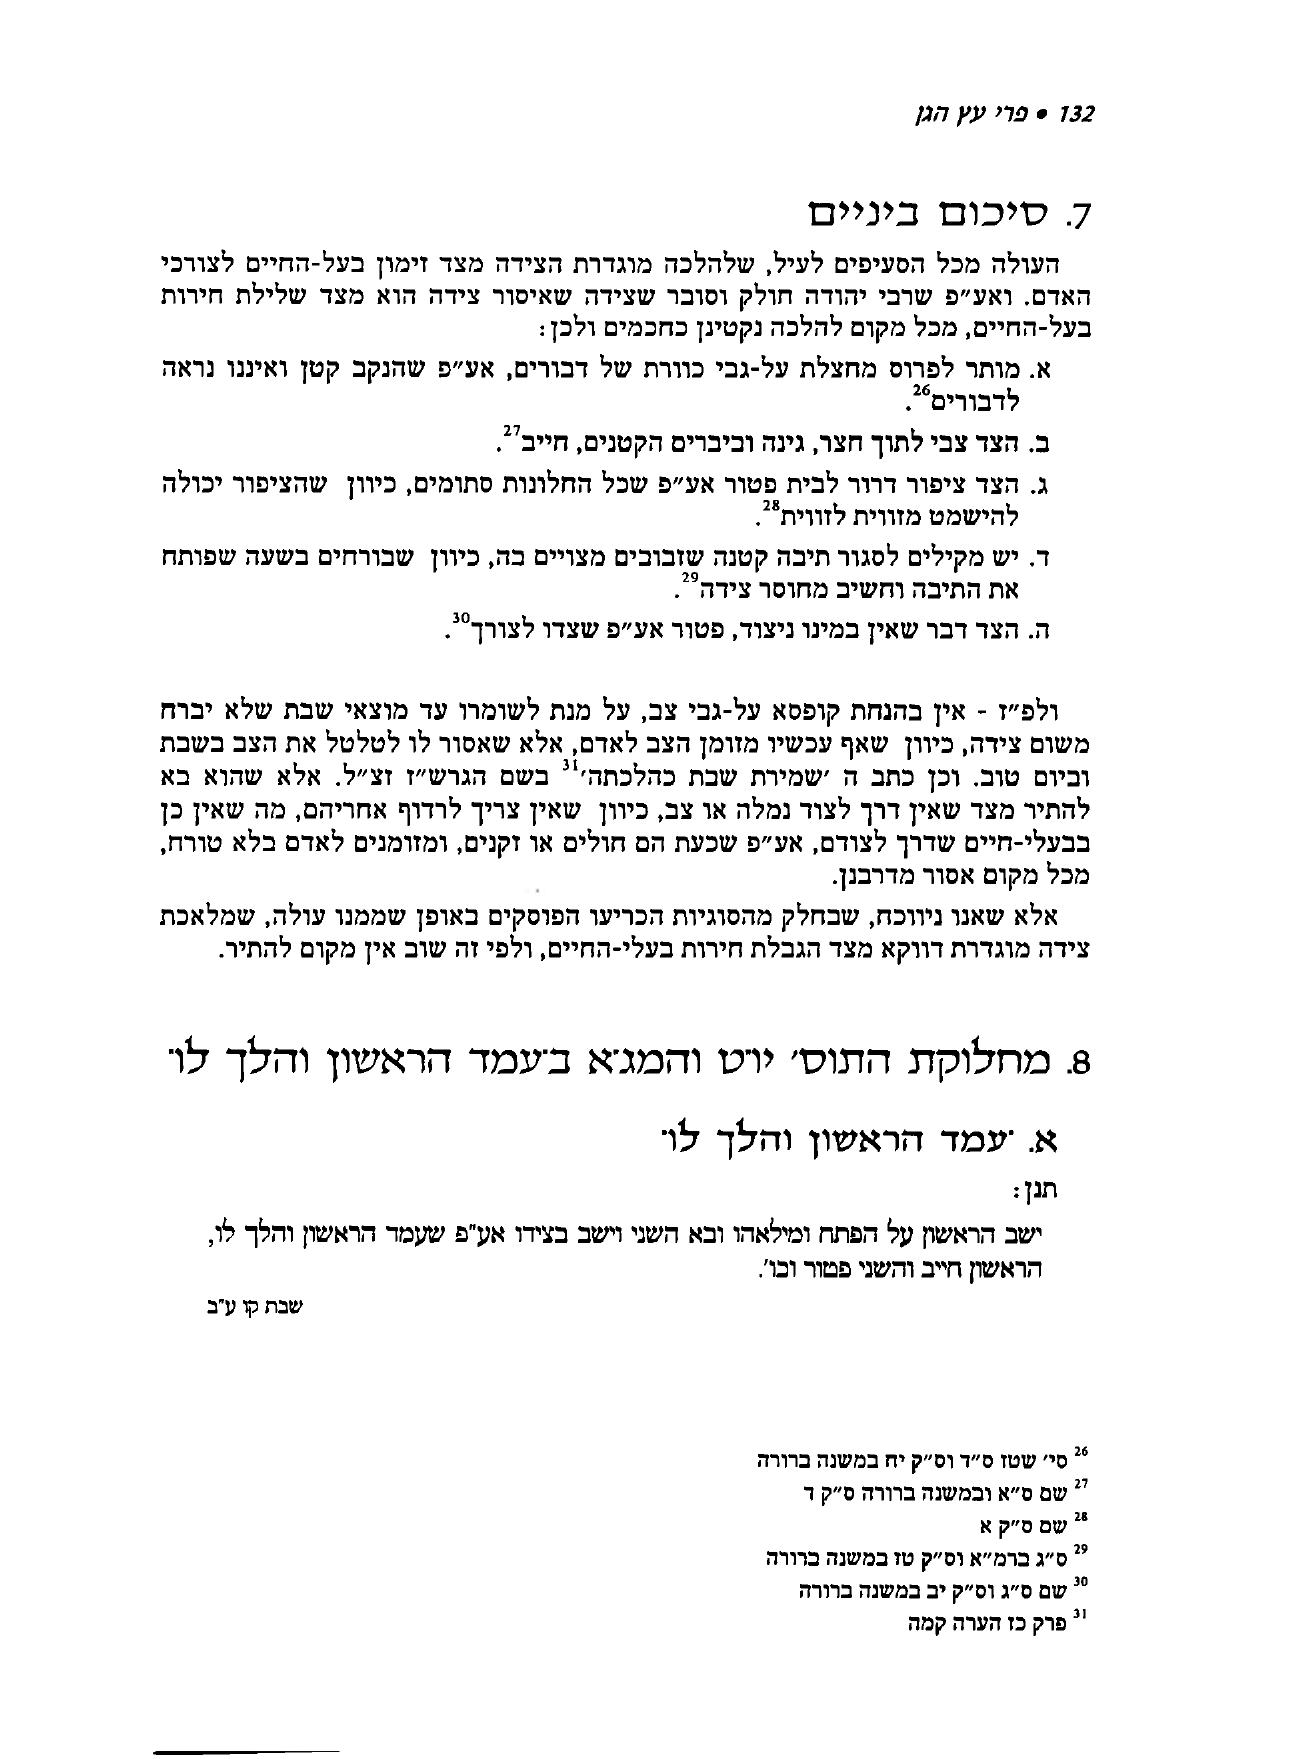 132 • פרי עץ הגן
7. סיכום ביניים
העולה מכל הסעיפים לעיל, שלהלכה מוגדרת הצידה מצד זימון בעל-החיים לצורכי
האדם. ואע״פ שרבי יהודה חולק וסובר שצידה שאיסור צידה הוא מצד שלילת חירות
בעל-החיים, מכל מקום להלכה נקטינן כחכמים ולכן:
א. מותר לפרוס מחצלת על-גבי כוורת של דבורים, אע״פ שהנקב קטן ואיננו נראה
לדבורים²⁶.
ב. הצד צבי לתוך חצר, גינה וביברים הקטנים, חייב²⁷.
ג. הצד ציפור דרור לבית פטור אע״פ שכל החלונות סתומים, כיוון שהציפור יכולה
להישמט מזווית לזווית²⁸.
ד. יש מקילים לסגור תיבה קטנה שזבובים מצויים בה, כיוון שבורחים בשעה שפותח
את התיבה וחשיב מחוסר צידה²⁹.
ה. הצד דבר שאין במינו ניצוד, פטור אע״פ שצדו לצורך³⁰.
ולפ״ז - אין בהנחת קופסא על-גבי צב, על מנת לשומרו עד מוצאי שבת שלא יברח
משום צידה, כיוון שאף עכשיו מזומן הצב לאדם, אלא שאסור לו לטלטל את הצב בשבת
וביום טוב. וכן כתב ה ׳שמירת שבת כהלכתה׳³¹ בשם הגרש״ז זצ״ל. אלא שהוא בא
להתיר מצד שאין דרך לצוד נמלה או צב, כיוון שאין צריך לרדוף אחריהם, מה שאין כן
בבעלי-חיים שדרך לצודם, אע״פ שכעת הם חולים או זקנים, ומזומנים לאדם בלא טורח,
מכל מקום אסור מדרבנן.
אלא שאנו ניווכח, שבחלק מהסוגיות הכריעו הפוסקים באופן שממנו עולה, שמלאכת
צידה מוגדרת דווקא מצד הגבלת חירות בעלי-החיים, ולפי זה שוב אין מקום להתיר.
8. מחלוקת התוס׳ יו״ט והמג״א ב״עמד הראשון והלך לו״
א. ״עמד הראשון והלך לו״
תנן:
ישב הראשון על הפתח ומילאהו ובא השני וישב בצידו אע"פ שעמד הראשון והלך לו,
הראשון חייב והשני פטור וכו׳.
שבת קו ע״ב
²⁶ סי׳ שטז ס״ד וס״ק יח במשנה ברורה
²⁷ שם ס״א ובמשנה ברורה ס״ק ד
²⁸ שם ס״ק א
²⁹ ס״ג ברמ״א וס״ק טז במשנה ברורה
³⁰ שם ס״ג וס״ק יב במשנה ברורה
³¹ פרק כז הערה קמה